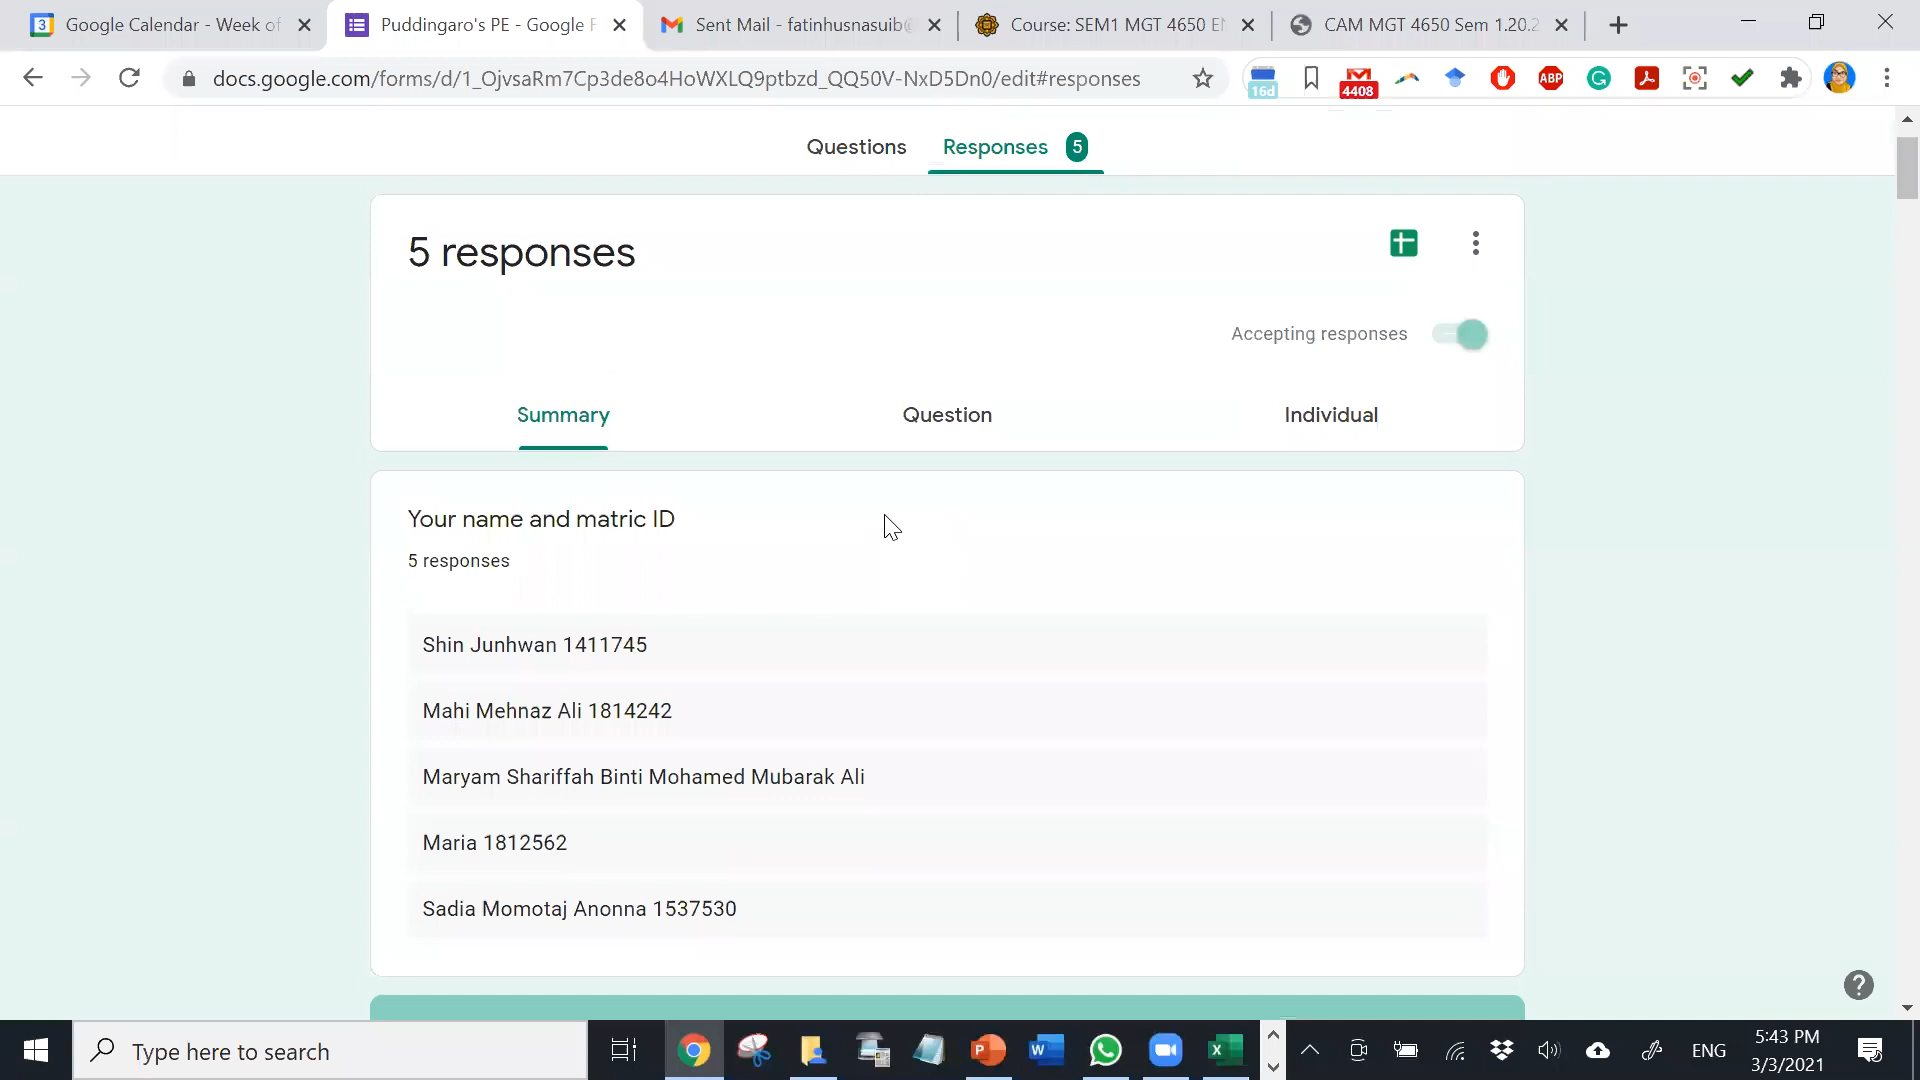 Google Calendar - Week of
Puddingaro's PE - Google F
Sent Mail - fatinhusnasuib@
Course: SEM1 MGT 4650 EN
CAM MGT 4650 Sem 1.20.2
docs.google.com/forms/d/1_OjvsaRm7Cp3de8o4HoWXLQ9ptbzd_QQ50V-NxD5Dn0/edit#responses
16d
4408
ABP
Questions
Responses 5
5 responses
Accepting responses
Summary
Question
Individual
Your name and matric ID
5 responses
Shin Junhwan 1411745
Mahi Mehnaz Ali 1814242
Maryam Shariffah Binti Mohamed Mubarak Ali
Maria 1812562
Sadia Momotaj Anonna 1537530
Type here to search
ENG
5:43 PM
3/3/2021